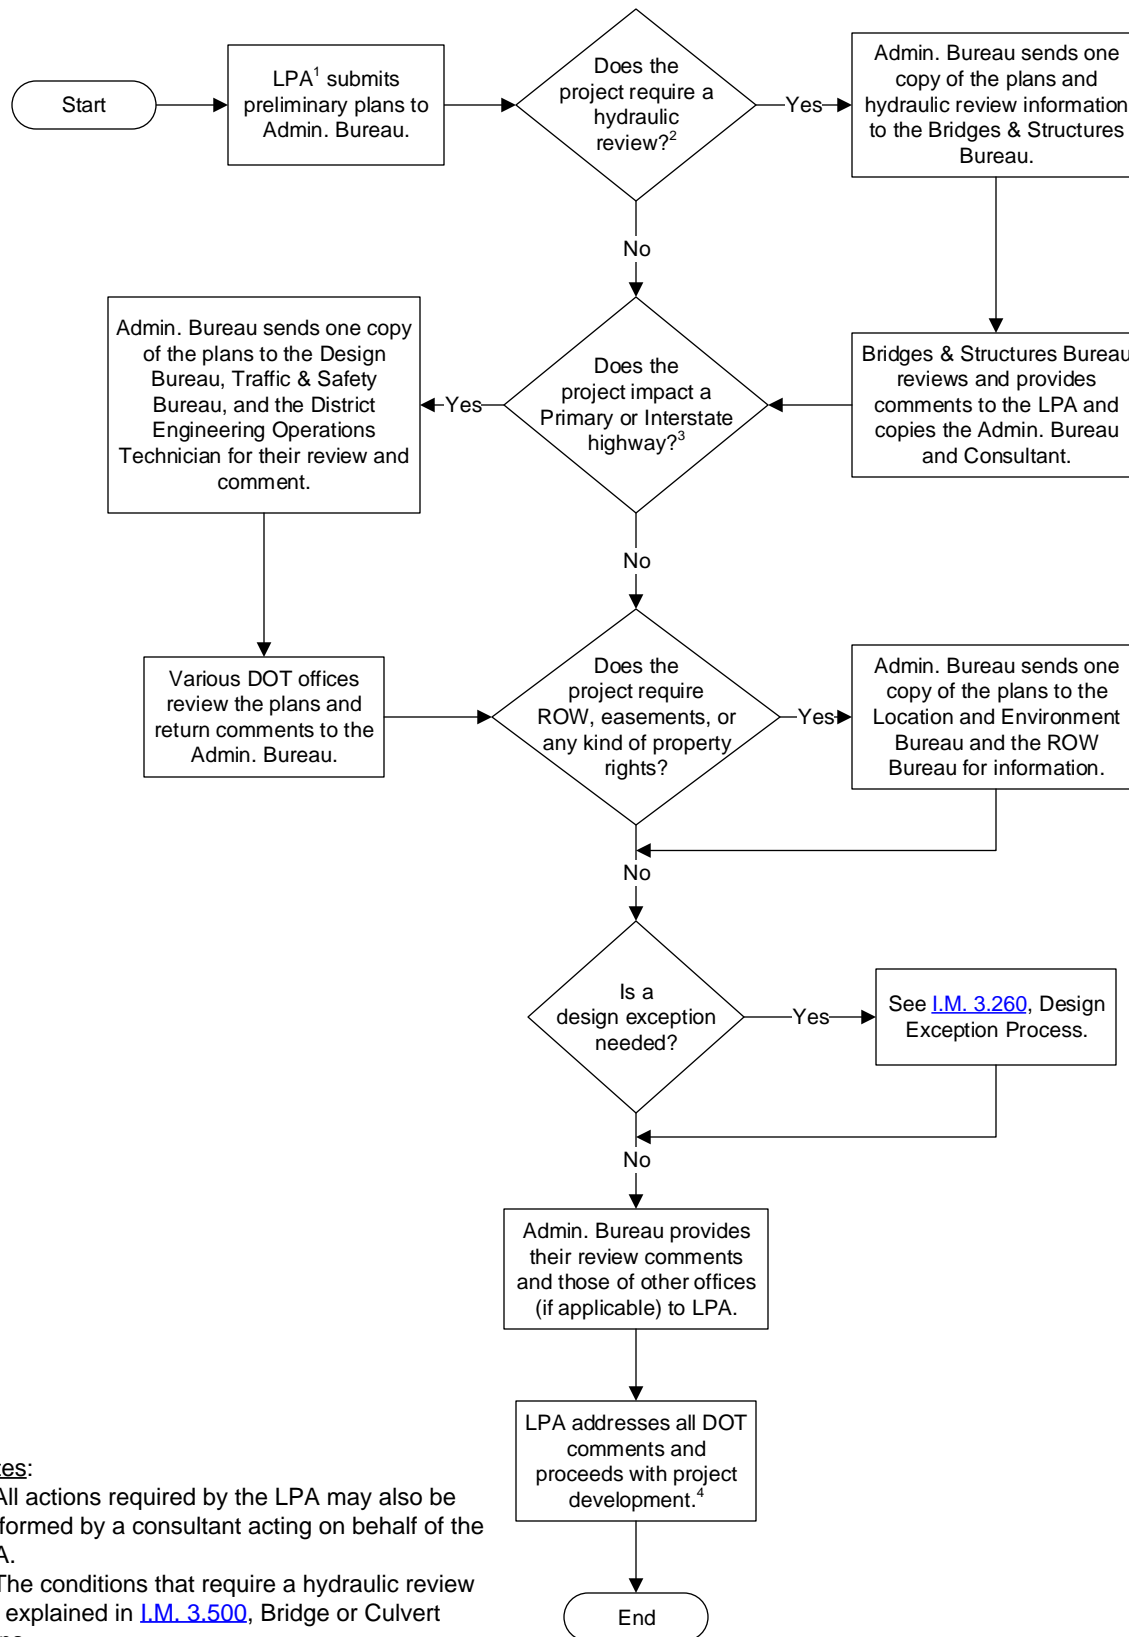 Start
LPA¹ submits
preliminary plans to
Admin. Bureau.
Does the
project require a
hydraulic
review?²
Yes
Admin. Bureau sends one
copy of the plans and
hydraulic review information
to the Bridges & Structures
Bureau.
No
Bridges & Structures Bureau
reviews and provides
comments to the LPA and
copies the Admin. Bureau
and Consultant.
Does the
project impact a
Primary or Interstate
highway?³
Yes
Admin. Bureau sends one copy
of the plans to the Design
Bureau, Traffic & Safety
Bureau, and the District
Engineering Operations
Technician for their review and
comment.
No
Various DOT offices
review the plans and
return comments to the
Admin. Bureau.
Does the
project require
ROW, easements, or
any kind of property
rights?
Yes
Admin. Bureau sends one
copy of the plans to the
Location and Environment
Bureau and the ROW
Bureau for information.
No
Is a
design exception
needed?
Yes
See I.M. 3.260, Design
Exception Process.
No
Admin. Bureau provides
their review comments
and those of other offices
(if applicable) to LPA.
LPA addresses all DOT
comments and
proceeds with project
development.⁴
End
tes:
All actions required by the LPA may also be
formed by a consultant acting on behalf of the
A.
The conditions that require a hydraulic review
explained in I.M. 3.500, Bridge or Culvert